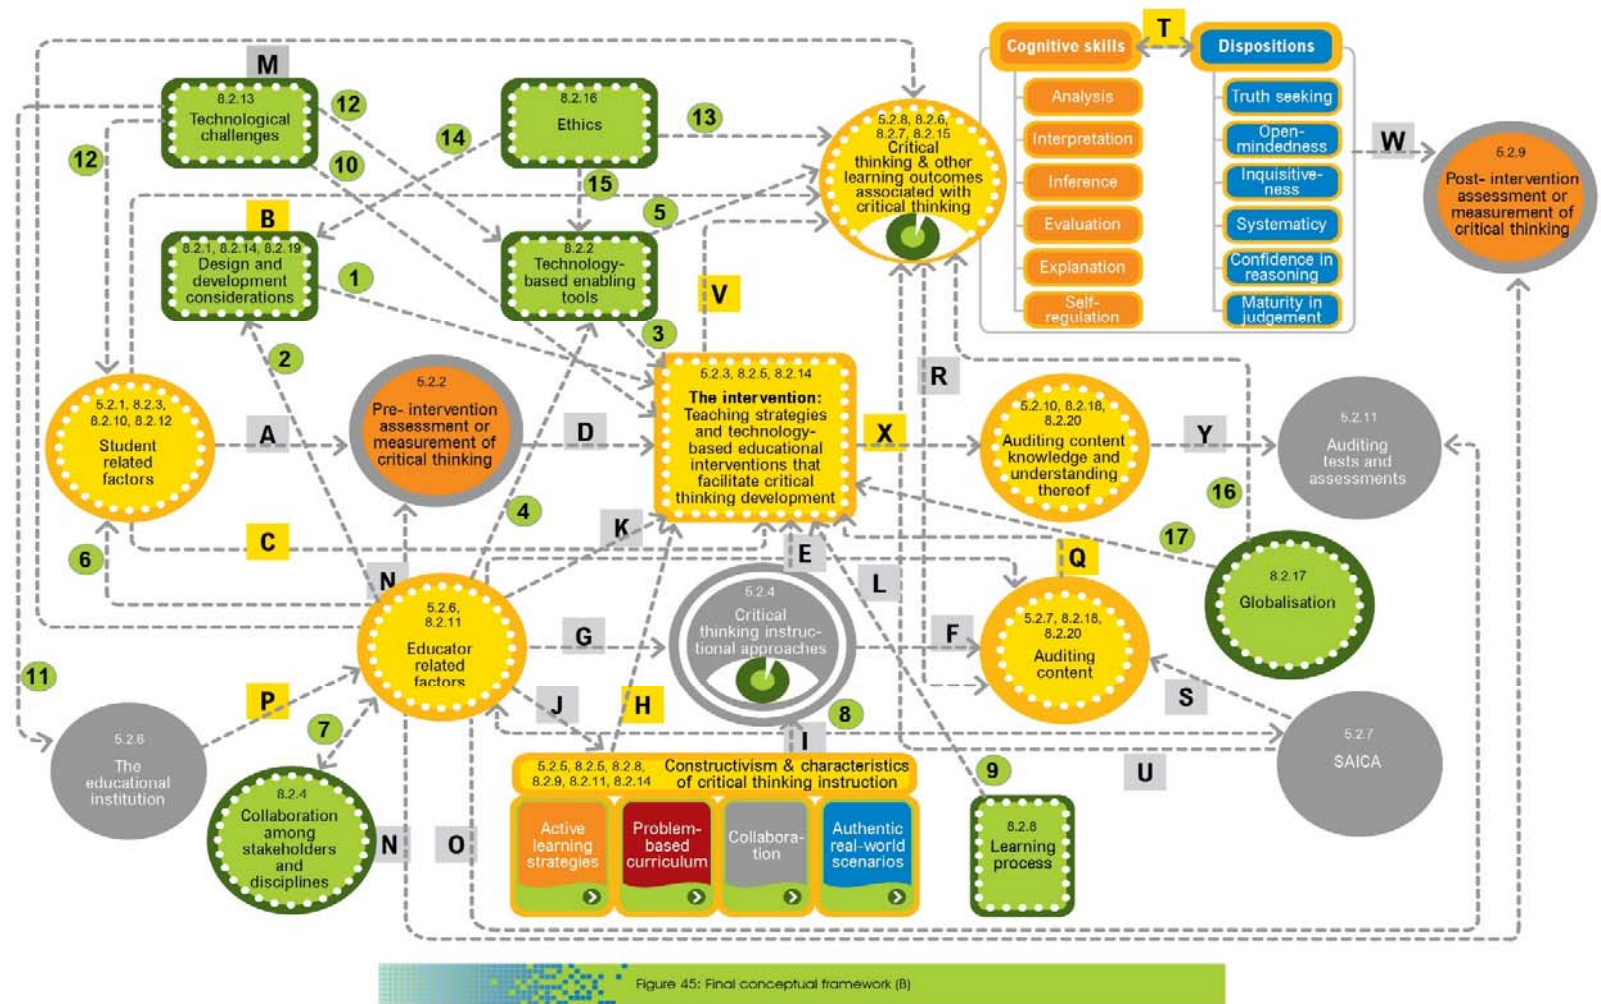 M
8.2.13
Technological
challenges
12
12
10
8.2.16
Ethics
14
13
15
5
5.2.8, 8.2.6,
8.2.7, 8.2.15
Critical
thinking & other
learning outcomes
associated with
critical thinking
T
Cognitive skills
Analysis
Interpretation
Inference
Evaluation
Explanation
Self-
regulation
Dispositions
Truth seeking
Open-
mindedness
Inquisitive-
ness
Systematicy
Confidence in
reasoning
Maturity in
judgement
W
5.2.9
Post- intervention
assessment or
measurement of
critical thinking
B
8.2.1, 8.2.14, 8.2.19
Design and
development
considerations
1
2
8.2.2
Technology-
based enabling
tools
3
V
5.2.1, 8.2.3,
8.2.10, 8.2.12
Student
related
factors
A
5.2.2
Pre- intervention
assessment or
measurement of
critical thinking
D
5.2.3, 8.2.5, 8.2.14
The intervention:
Teaching strategies
and technology-
based educational
interventions that
facilitate critical
thinking development
R
X
5.2.10, 8.2.18,
8.2.20
Auditing content
knowledge and
understanding
thereof
Y
5.2.11
Auditing
tests and
assessments
16
17
4
C
6
K
E
L
Q
N
5.2.6,
8.2.11
Educator
related
factors
G
5.2.4
Critical
thinking instruc-
tional approaches
F
5.2.7, 8.2.18,
8.2.20
Auditing
content
8.2.17
Globalisation
11
P
7
J
H
8
I
S
U
5.2.6
The
educational
institution
8.2.4
Collaboration
among
stakeholders
and
disciplines
N
O
5.2.5, 8.2.5, 8.2.8,
8.2.9, 8.2.11, 8.2.14
Constructivism & characteristics
of critical thinking instruction
Active
learning
strategies
Problem-
based
curriculum
Collabora-
tion
Authentic
real-world
scenarios
9
8.2.8
Learning
process
5.2.7
SAICA
Figure 45: Final conceptual framework (B)